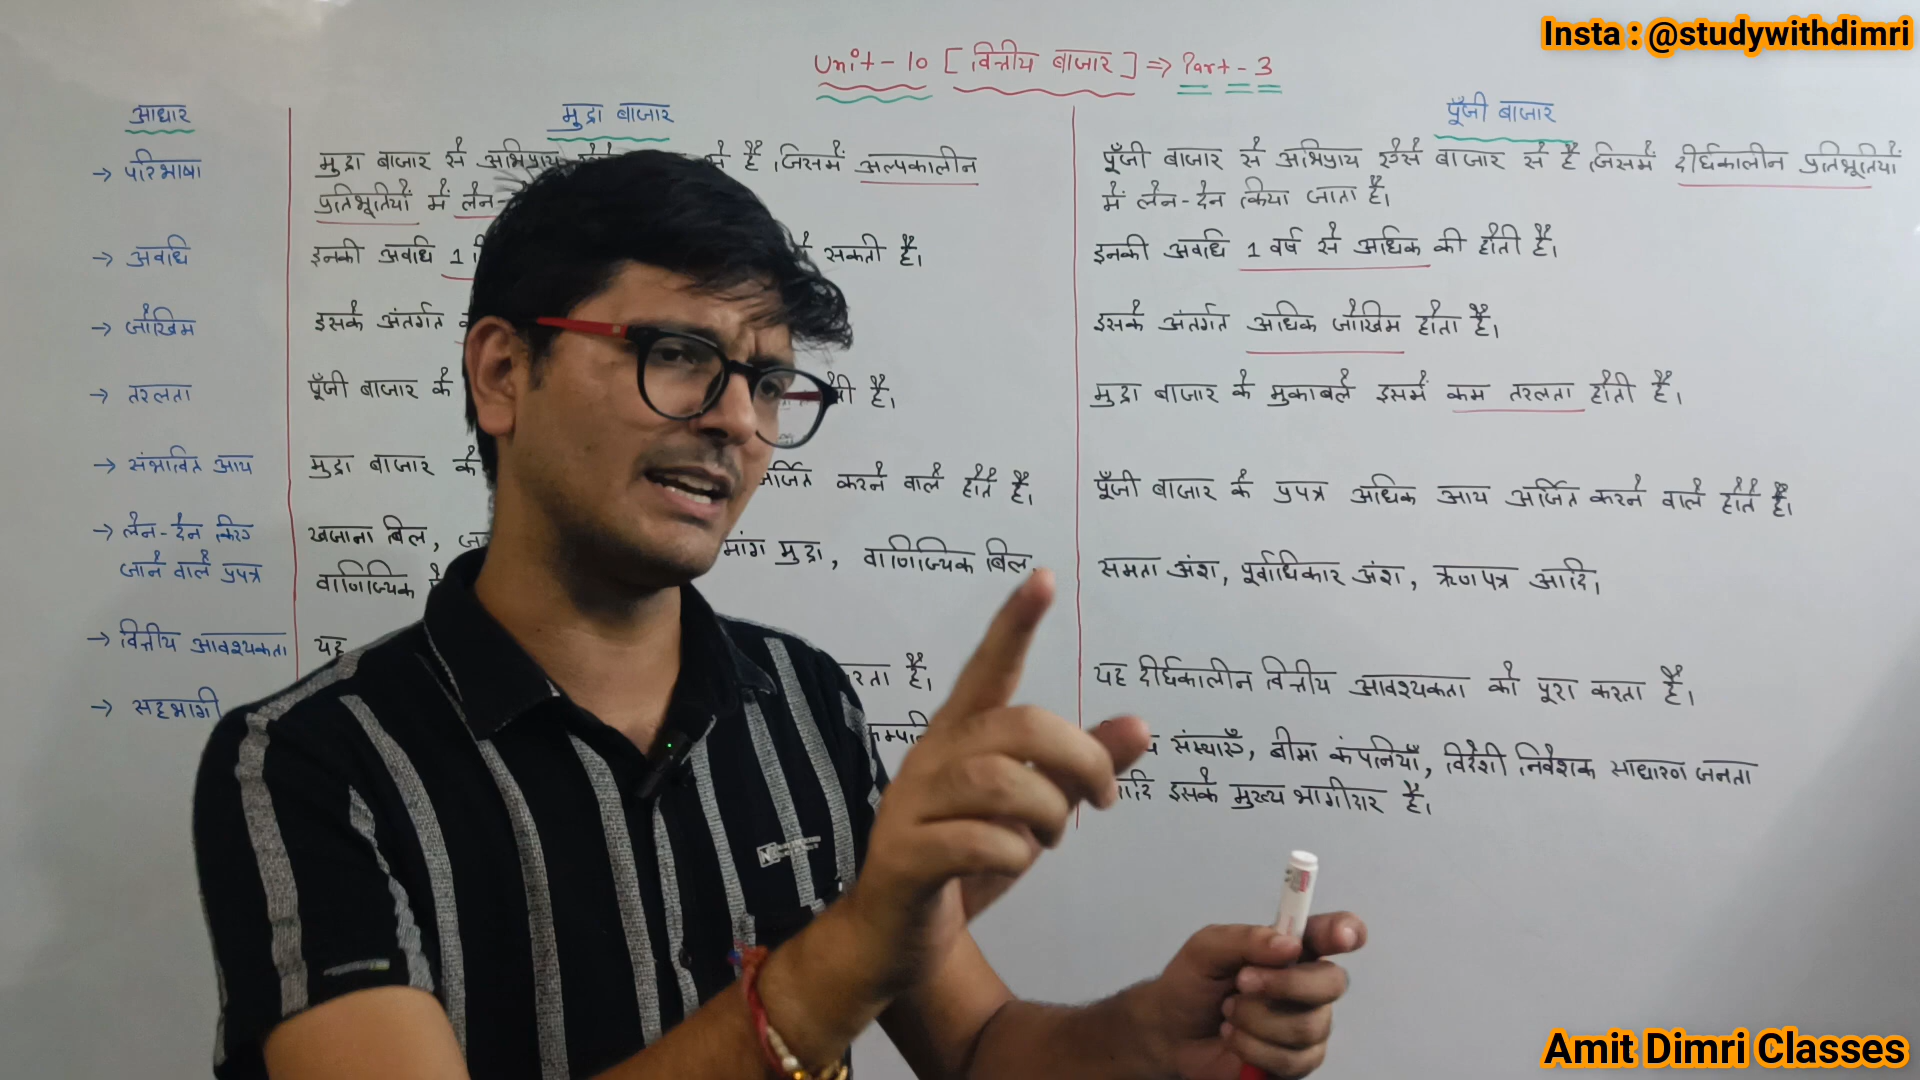 Insta : @studywithdimri
Unit - 10 [ वित्तीय बाजार ] ⇒ Part - 3
आधार
मुद्रा बाजार
पूँजी बाजार
→ परिभाषा
मुद्रा बाजार से अभिप्राय से है जिसमें अल्पकालीन
प्रतिभूतियों में लेन-
पूँजी बाजार से अभिप्राय ऐसे बाजार से है जिसमें दीर्घकालीन प्रतिभूतियों
में लेन-देन किया जाता है।
→ अवधि
इनकी अवधि 1 सकती है।
इनकी अवधि 1 वर्ष से अधिक की होती है।
→ जोखिम
इसके अंतर्गत
इसके अंतर्गत अधिक जोखिम होता है।
→ तरलता
पूँजी बाजार के है।
मुद्रा बाजार के मुकाबले इसमें कम तरलता होती है।
→ संभावित आय
मुद्रा बाजार के अर्जित करने वाले होते है।
पूँजी बाजार के प्रपत्र अधिक आय अर्जित करने वाले होते है।
→ लेन-देन किए
जाने वाले प्रपत्र
खजाना बिल, मांग मुद्रा, वाणिज्यिक बिल,
वाणिज्यिक
समता अंश, पूर्वाधिकार अंश, ऋणपत्र आदि।
→ वित्तीय आवश्यकता
यह करता है।
यह दीर्घकालीन वित्तीय आवश्यकता को पूरा करता है।
→ सहभागी
संस्थाएँ, बीमा कंपनियाँ, विदेशी निवेशक साधारण जनता
आदि इसके मुख्य भागीदार है।
Amit Dimri Classes